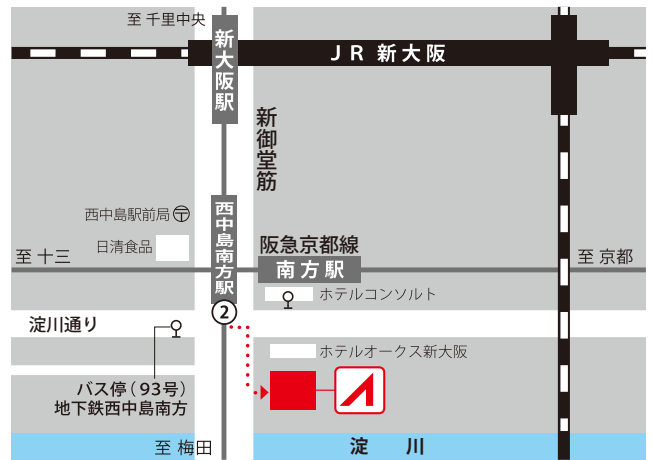 至 千里中央
新大阪駅
JR 新大阪
新御堂筋
西中島駅前局
日清食品
西中島南方駅
阪急京都線
至 十三
南方駅
至 京都
ホテルコンソルト
②
淀川通り
ホテルオークス新大阪
バス停(93号)
地下鉄西中島南方
至 梅田
淀 川